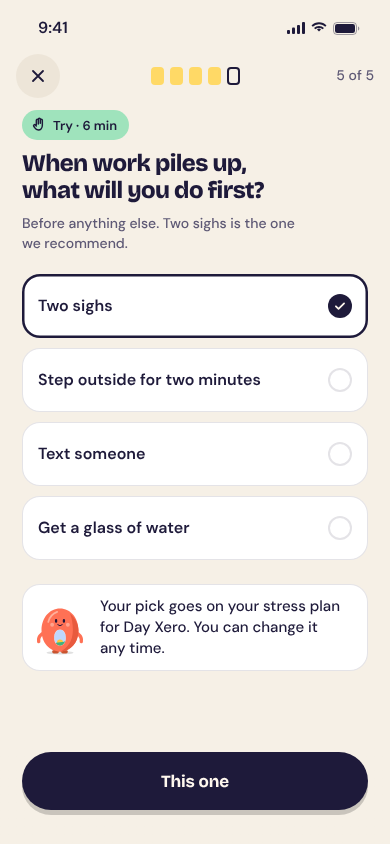 9:41
5 of 5
Try · 6 min
When work piles up,
what will you do first?
Before anything else. Two sighs is the one
we recommend.
Two sighs
Step outside for two minutes
Text someone
Get a glass of water
Your pick goes on your stress plan
for Day Xero. You can change it
any time.
This one